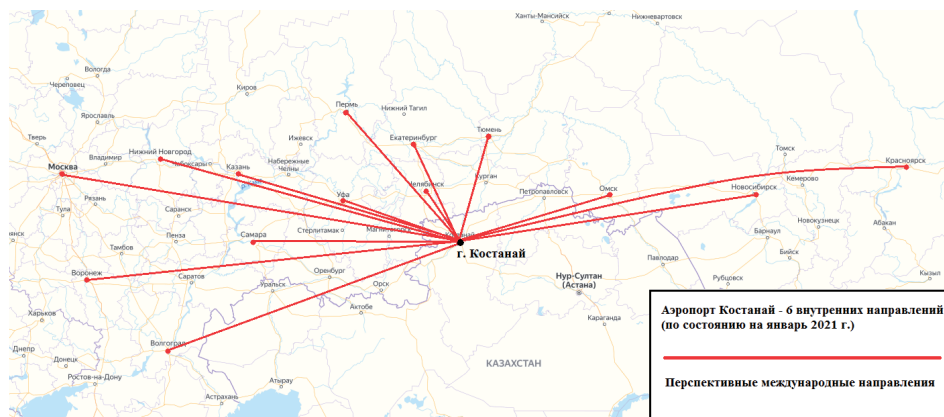 Ханты-Мансийск
Нижневартовск
Вологда
Череповец
Киров
Пермь
Нижний Тагил
Ярославль
Тюмень
Тверь
Ижевск
Екатеринбург
Нижний Новгород
Томск
Владимир
Чебоксары
Казань
Набережные
Челны
Красноярск
Москва
Челябинск
Курган
Кемерово
Петропавловск
Омск
Новосибирск
Рязань
Уфа
Тула
Саранск
Новокузнецк
Абакан
Самара
Стерлитамак
Барнаул
Пенза
Тамбов
Бийск
г. Костанай
Оренбург
Нур-Султан
(Астана)
Павлодар
Кызыл
Воронеж
Саратов
Орск
Рубцовск
Уральск
Актобе
Харьков
Караганда
Аэропорт Костанай - 6 внутренних направлений
(по состоянию на январь 2021 г.)
Волгоград
Днепр
Донецк
КАЗАХСТАН
Ростов-на-Дону
Атырау
Перспективные международные направления
Астрахань